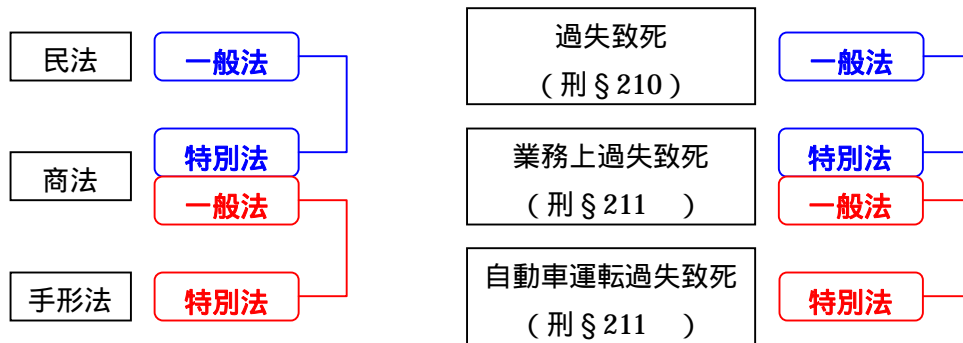 民法
一般法
特別法
商法
一般法
手形法
特別法
過失致死
（刑§210）
一般法
業務上過失致死
（刑§211　）
特別法
一般法
自動車運転過失致死
（刑§211　）
特別法